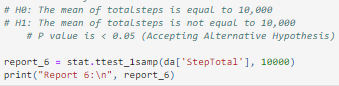 # H0: The mean of totalsteps is equal to 10,000
# H1: The mean of totalsteps is not equal to 10,000
# P value is < 0.05 (Accepting Alternative Hypothesis)
report_6 = stat.ttest_1samp(da['StepTotal'], 10000)
print("Report 6:\n", report_6)